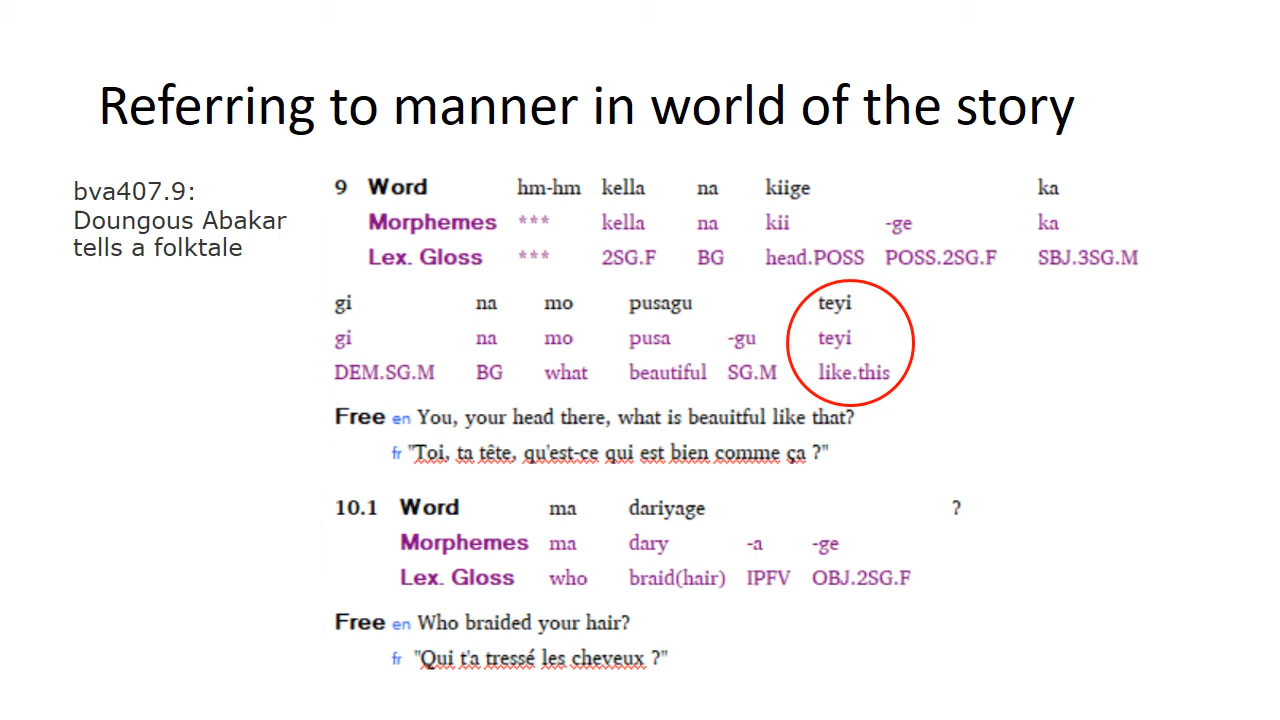 Referring to manner in world of the story
bva407.9:
Doungous Abakar
tells a folktale
9 Word hm-hm kella na kiige ka
Morphemes *** kella na kii -ge ka
Lex. Gloss *** 2SG.F BG head.POSS POSS.2SG.F SBJ.3SG.M
gi na mo pusagu teyi
gi na mo pusa -gu teyi
DEM.SG.M BG what beautiful SG.M like.this
Free en You, your head there, what is beauitful like that?
fr "Toi, ta tête, qu'est-ce qui est bien comme ça ?"
10.1 Word ma dariyage ?
Morphemes ma dary -a -ge
Lex. Gloss who braid(hair) IPFV OBJ.2SG.F
Free en Who braided your hair?
fr "Qui t'a tressé les cheveux ?"